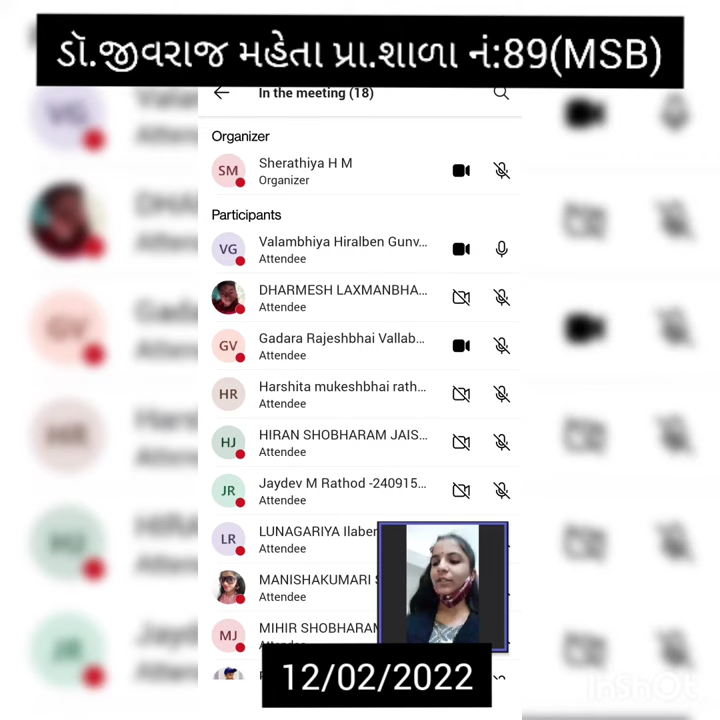 ડૉ.જીવરાજ મહેતા પ્રા.શાળા નં:89(MSB)
In the meeting (18)
Organizer
SM
Sherathiya H M
Organizer
Participants
VG
Valambhiya Hiralben Gunv...
Attendee
DHARMESH LAXMANBHA...
Attendee
GV
Gadara Rajeshbhai Vallab...
Attendee
HR
Harshita mukeshbhai rath...
Attendee
HJ
HIRAN SHOBHARAM JAIS...
Attendee
JR
Jaydev M Rathod -240915...
Attendee
LR
LUNAGARIYA Ilaber
Attendee
MANISHAKUMARI
Attendee
MJ
MIHIR SHOBHARAM
12/02/2022
InShOt